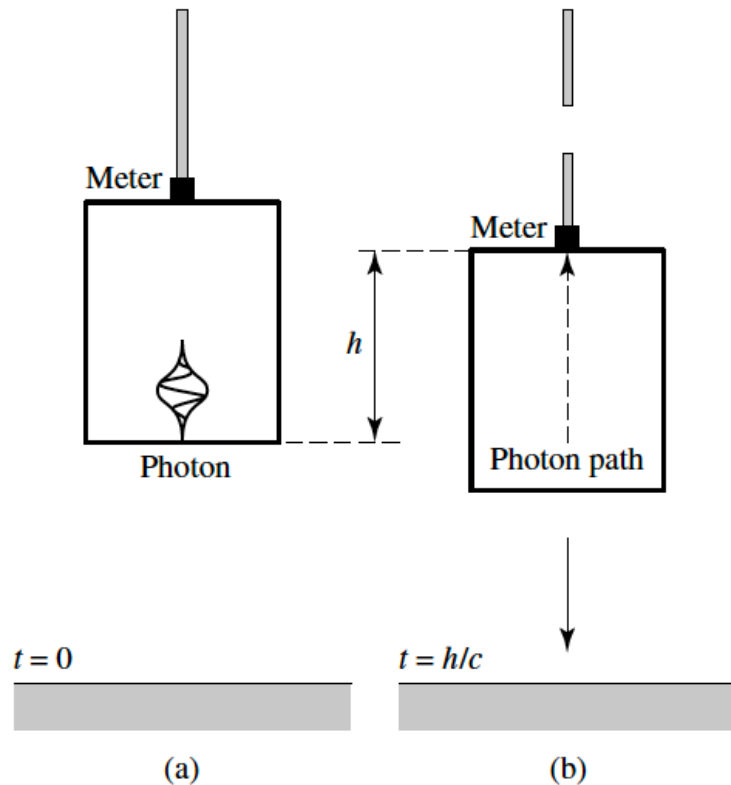 Meter
Meter
h
Photon
Photon path
t = 0
t = h/c
(a)
(b)